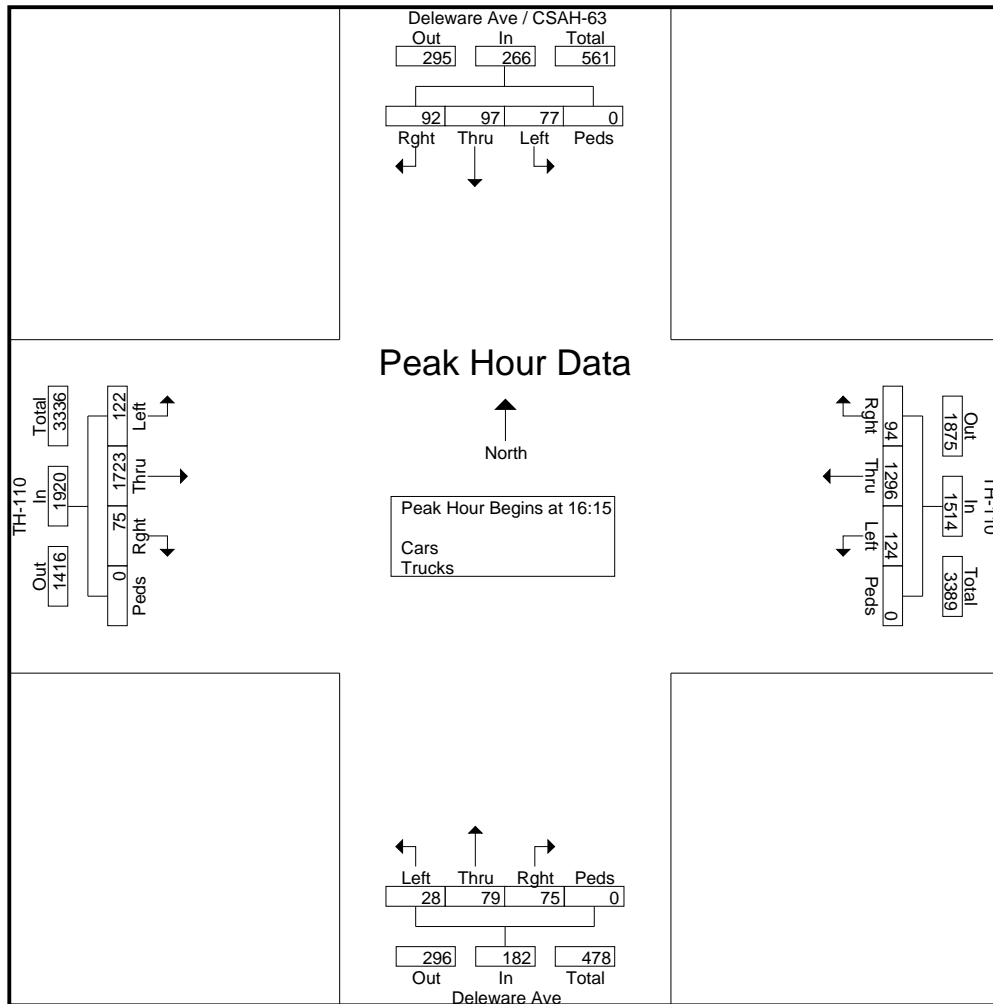 Deleware Ave / CSAH-63
Out In Total
295 266 561
92 97 77 0
Rght Thru Left Peds
Peak Hour Data
North
Peak Hour Begins at 16:15
Cars
Trucks
TH-110
Total In Out
3336 1920 1416
122 1723 75 0
Left Thru Rght Peds
TH-110
Out In Total
1875 1514 3389
94 1296 124 0
Rght Thru Left Peds
Left Thru Rght Peds
28 79 75 0
296 182 478
Out In Total
Deleware Ave